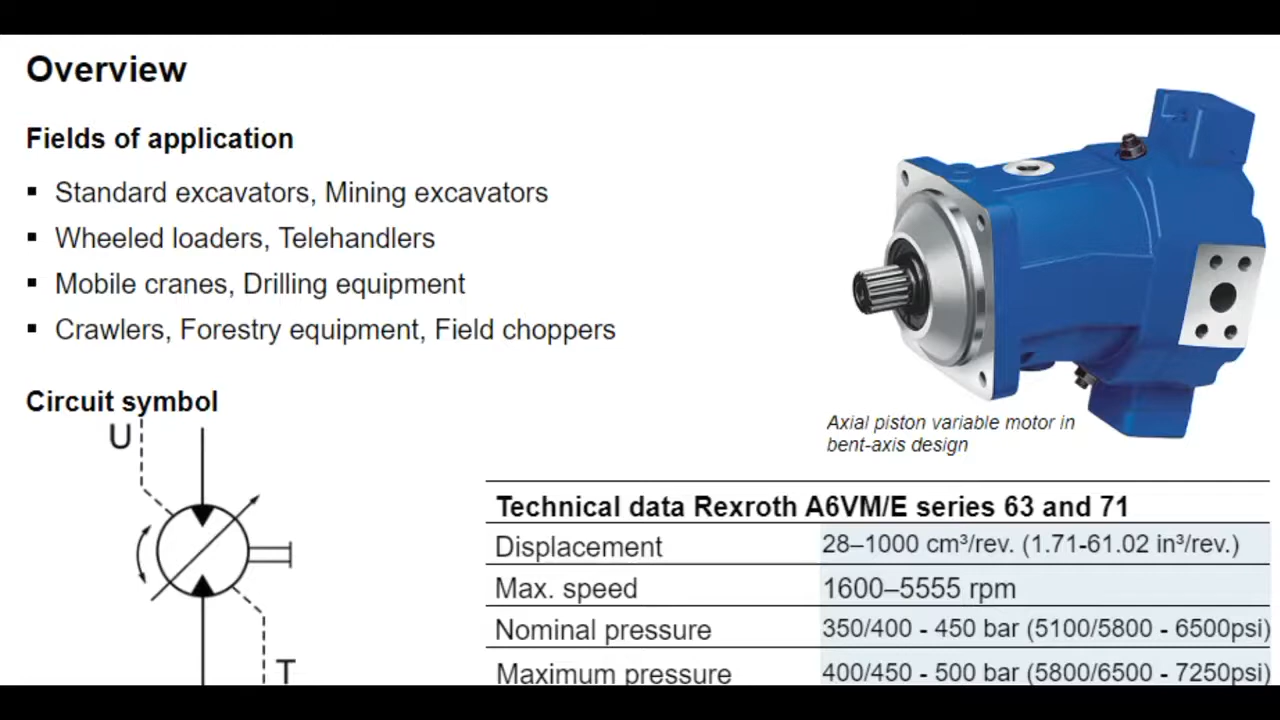 Overview
Fields of application
▪ Standard excavators, Mining excavators
▪ Wheeled loaders, Telehandlers
▪ Mobile cranes, Drilling equipment
▪ Crawlers, Forestry equipment, Field choppers
Circuit symbol
U
T
Axial piston variable motor in
bent-axis design
Technical data Rexroth A6VM/E series 63 and 71
Displacement 28–1000 cm³/rev. (1.71-61.02 in³/rev.)
Max. speed 1600–5555 rpm
Nominal pressure 350/400 - 450 bar (5100/5800 - 6500psi)
Maximum pressure 400/450 - 500 bar (5800/6500 - 7250psi)